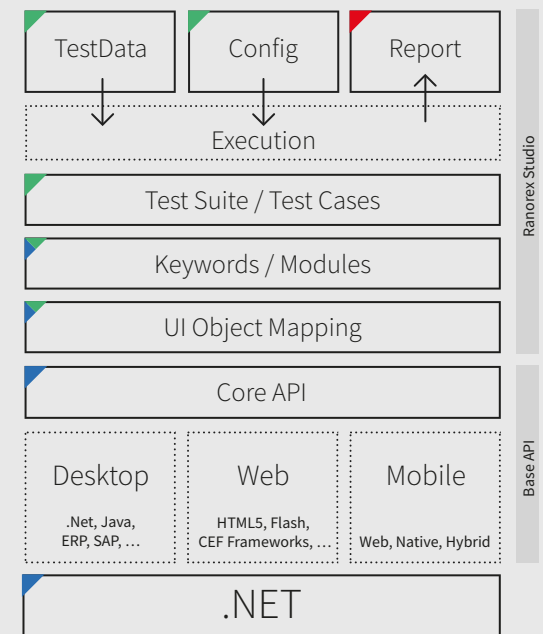 TestData
Config
Report
Execution
Test Suite / Test Cases
Keywords / Modules
UI Object Mapping
Ranorex Studio
Core API
Desktop
.Net, Java,
ERP, SAP, …
Web
HTML5, Flash,
CEF Frameworks, …
Mobile
Web, Native, Hybrid
Base API
.NET